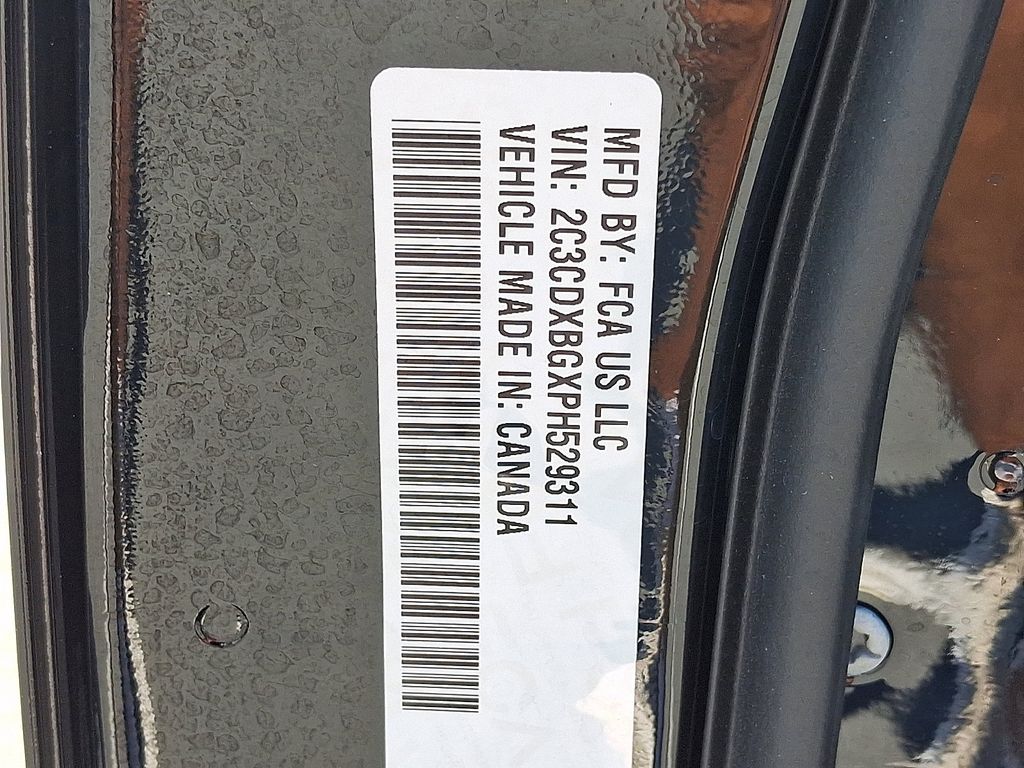 MFD BY: FCA US LLC
VIN: 2C3CDXBGXPH529311
VEHICLE MADE IN: CANADA